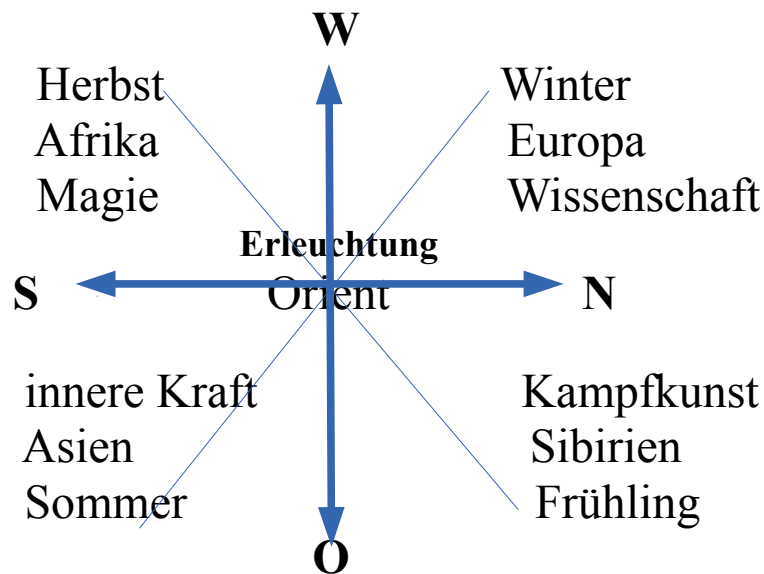 W
Herbst
Afrika
Magie
Winter
Europa
Wissenschaft
Erleuchtung
Orient
S
N
innere Kraft
Asien
Sommer
Kampfkunst
Sibirien
Frühling
O